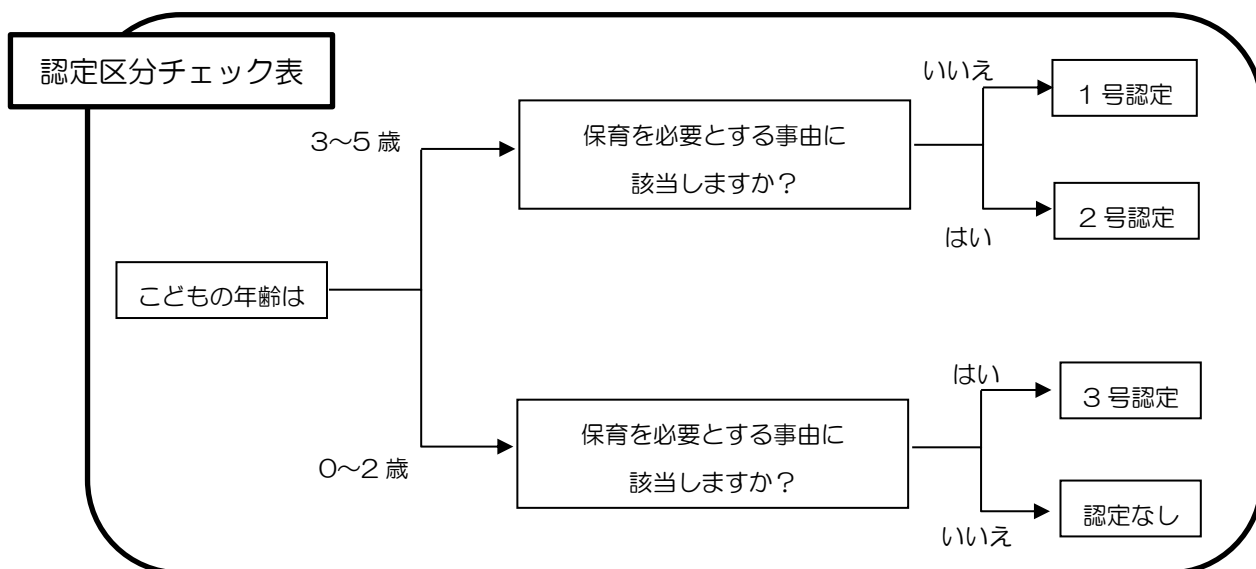 認定区分チェック表
こどもの年齢は
3～5 歳
保育を必要とする事由に
該当しますか？
いいえ
1 号認定
はい
2 号認定
0～2 歳
保育を必要とする事由に
該当しますか？
はい
3 号認定
いいえ
認定なし